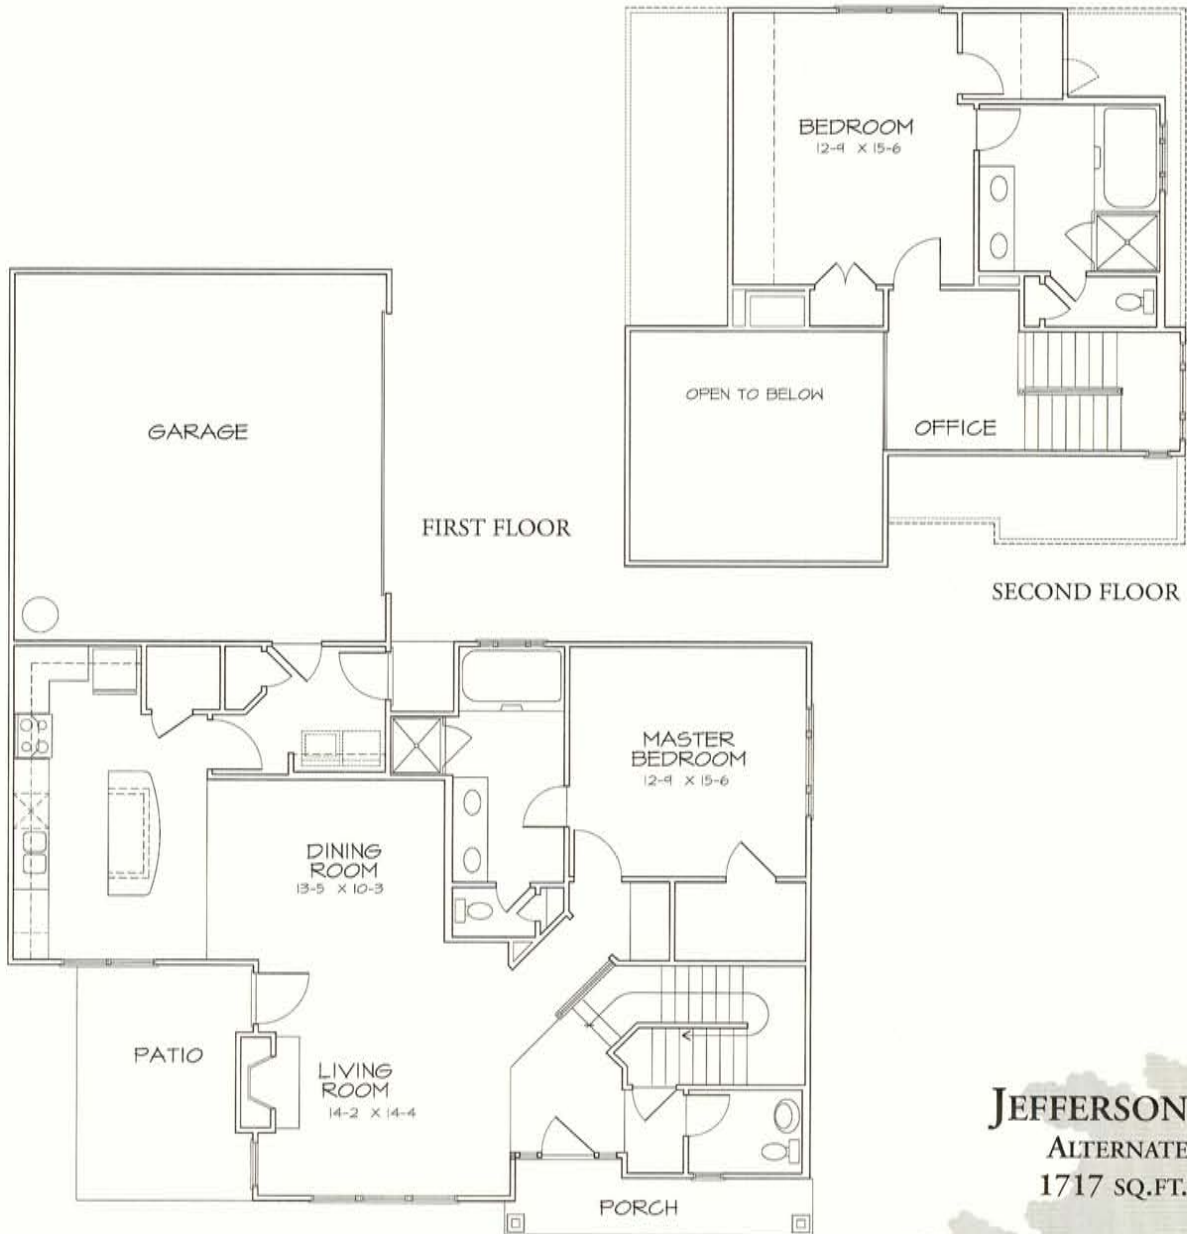 BEDROOM
12-9 X 15-6
OPEN TO BELOW
OFFICE
SECOND FLOOR
GARAGE
FIRST FLOOR
MASTER
BEDROOM
12-9 X 15-6
DINING
ROOM
13-5 X 10-3
PATIO
LIVING
ROOM
14-2 X 14-4
PORCH
JEFFERSON
ALTERNATE
1717 SQ.FT.